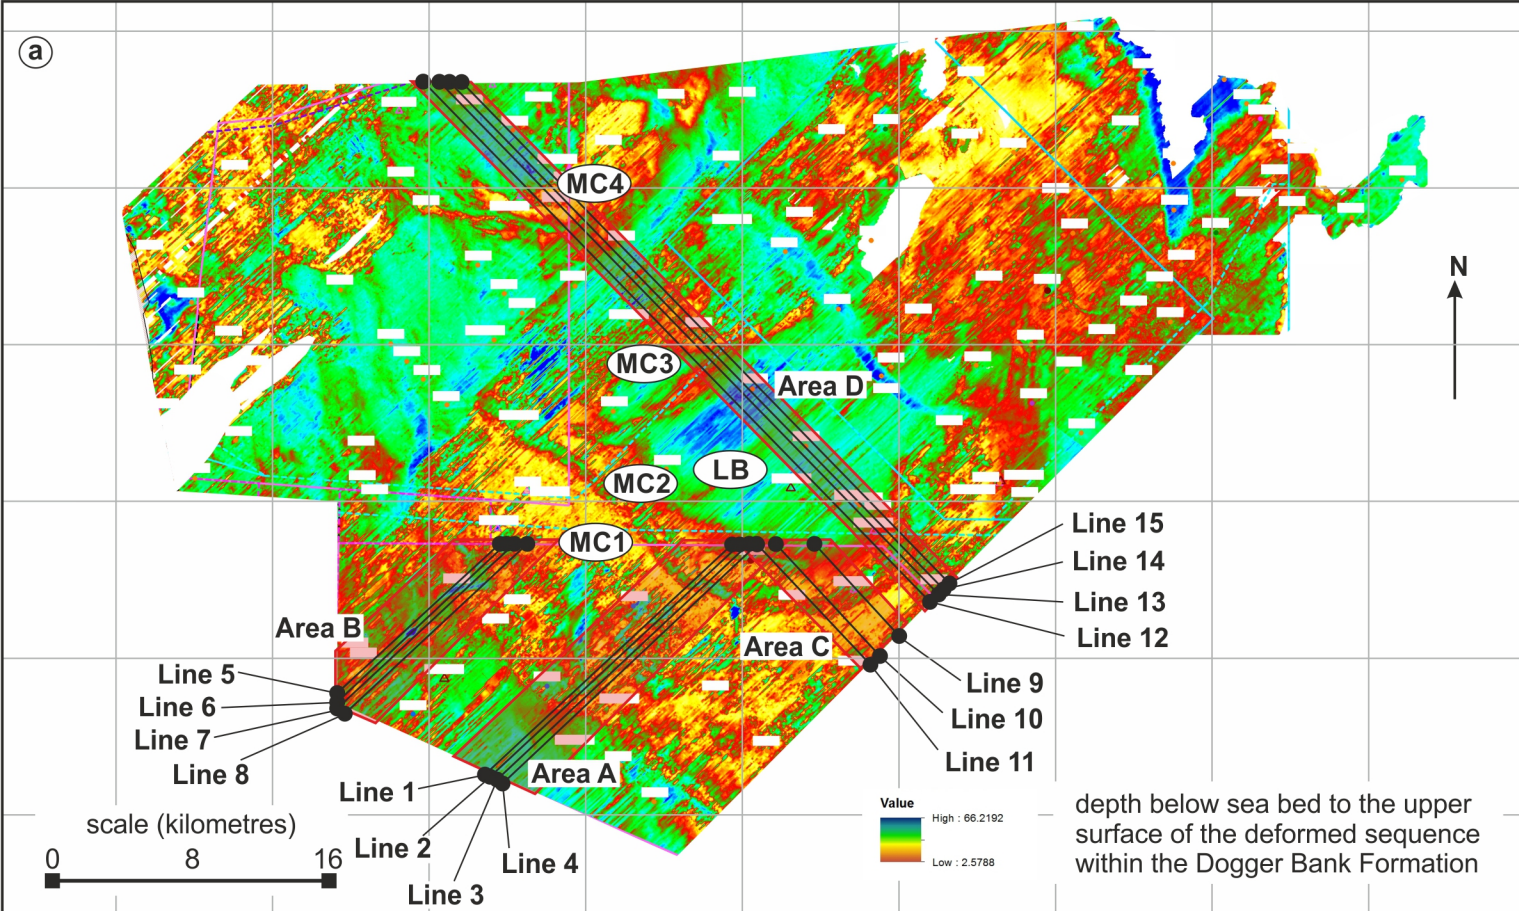 a
MC4
N
MC3
Area D
LB
MC2
Line 15
MC1
Line 14
Line 13
Area B
Line 12
Area C
Line 5
Line 9
Line 6
Line 10
Line 7
Line 11
Line 8
Area A
Line 1
Value
High : 66.2192
Low : 2.5788
depth below sea bed to the upper
surface of the deformed sequence
within the Dogger Bank Formation
scale (kilometres)
0 8 16
Line 2
Line 4
Line 3